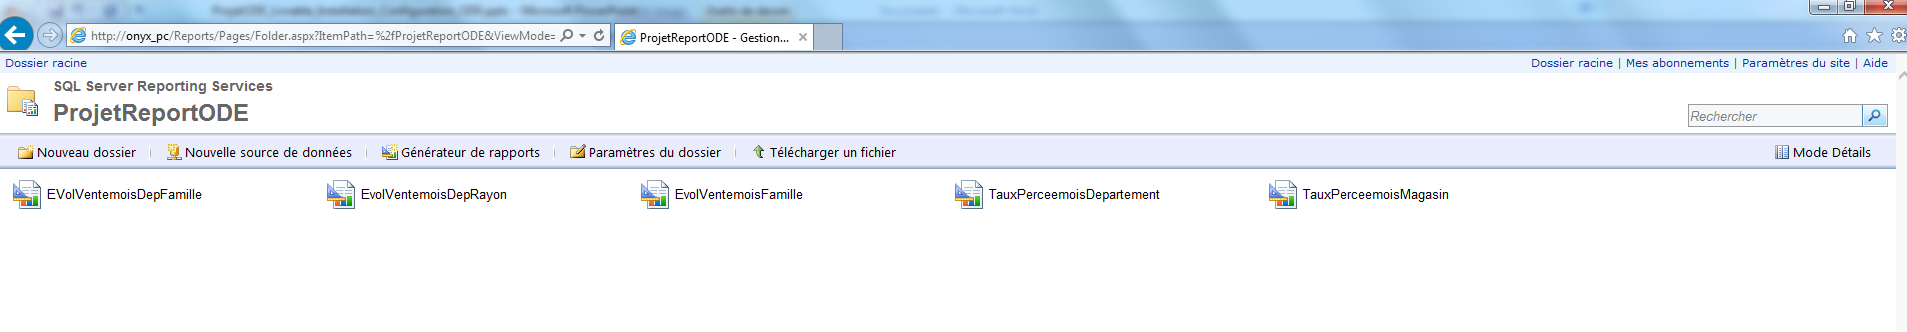 http://onyx_pc/Reports/Pages/Folder.aspx?ItemPath=%2fProjetReportODE&ViewMode=
ProjetReportODE - Gestion...
Dossier racine
Dossier racine | Mes abonnements | Paramètres du site | Aide
SQL Server Reporting Services
ProjetReportODE
Rechercher
Nouveau dossier
Nouvelle source de données
Générateur de rapports
Paramètres du dossier
Télécharger un fichier
Mode Détails
EVolVentemoisDepFamille
EvolVentemoisDepRayon
EvolVentemoisFamille
TauxPerceemoisDepartement
TauxPerceemoisMagasin